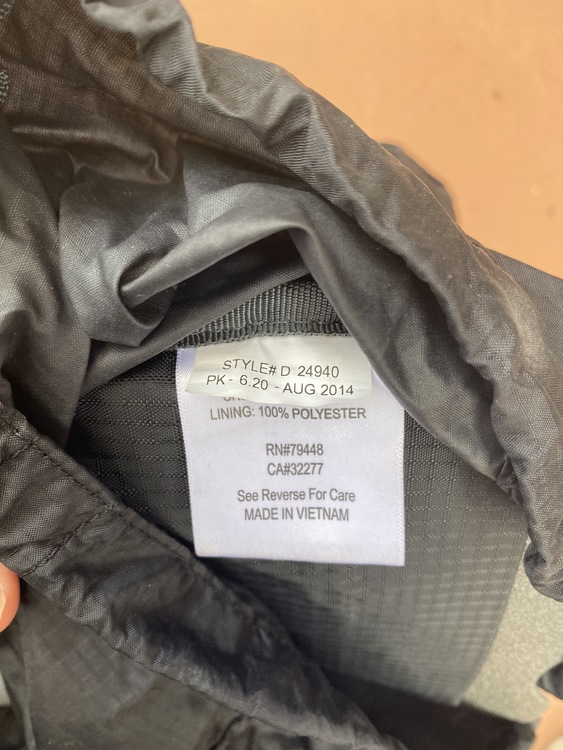 STYLE# D 24940
PK - 6.20 - AUG 2014
LINING: 100% POLYESTER
RN#79448
CA#32277
See Reverse For Care
MADE IN VIETNAM